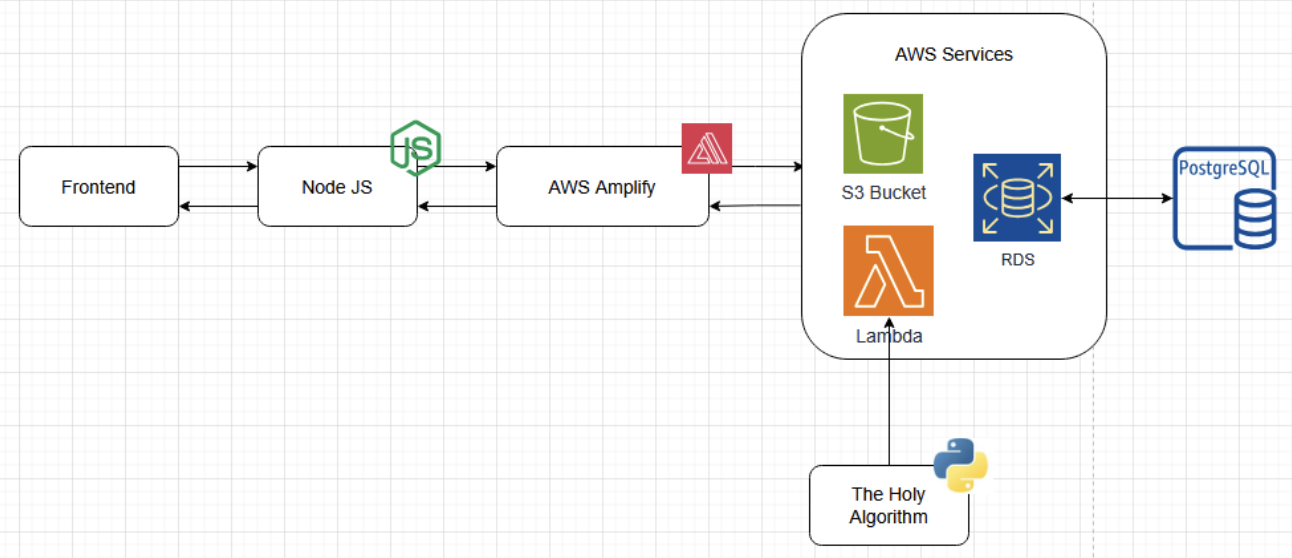 Frontend
Node JS
JS
AWS Amplify
AWS Services
S3 Bucket
RDS
Lambda
PostgreSQL
The Holy
Algorithm